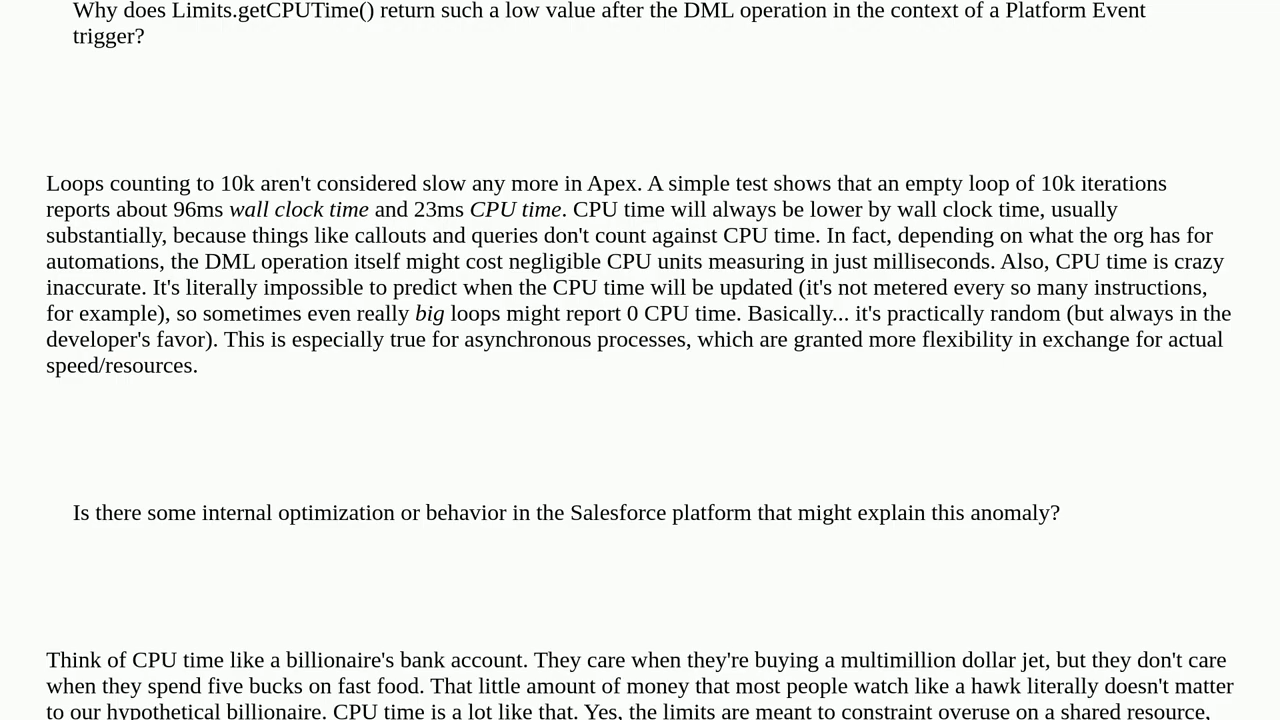 Why does Limits.getCPUTime() return such a low value after the DML operation in the context of a Platform Event
trigger?
Loops counting to 10k aren't considered slow any more in Apex. A simple test shows that an empty loop of 10k iterations
reports about 96ms wall clock time and 23ms CPU time. CPU time will always be lower by wall clock time, usually
substantially, because things like callouts and queries don't count against CPU time. In fact, depending on what the org has for
automations, the DML operation itself might cost negligible CPU units measuring in just milliseconds. Also, CPU time is crazy
inaccurate. It's literally impossible to predict when the CPU time will be updated (it's not metered every so many instructions,
for example), so sometimes even really big loops might report 0 CPU time. Basically... it's practically random (but always in the
developer's favor). This is especially true for asynchronous processes, which are granted more flexibility in exchange for actual
speed/resources.
Is there some internal optimization or behavior in the Salesforce platform that might explain this anomaly?
Think of CPU time like a billionaire's bank account. They care when they're buying a multimillion dollar jet, but they don't care
when they spend five bucks on fast food. That little amount of money that most people watch like a hawk literally doesn't matter
to our hypothetical billionaire. CPU time is a lot like that. Yes, the limits are meant to constraint overuse on a shared resource,